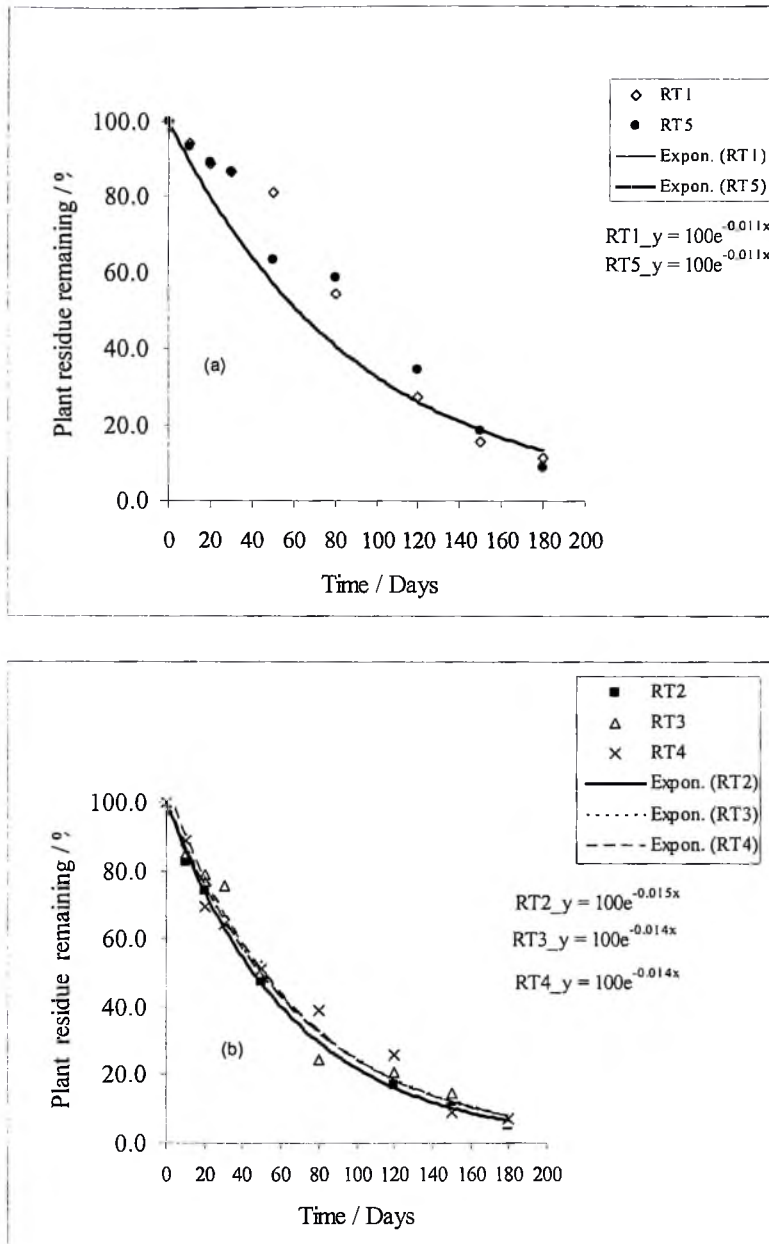 RT1
RT5
Expon. (RT1)
Expon. (RT5)
RT1_y = 100e^-0.011x
RT5_y = 100e^-0.011x
Plant residue remaining / %
100.0
80.0
60.0
40.0
20.0
0.0
(a)
0 20 40 60 80 100 120 140 160 180 200
Time / Days
RT2
RT3
RT4
Expon. (RT2)
Expon. (RT3)
Expon. (RT4)
RT2_y = 100e^-0.015x
RT3_y = 100e^-0.014x
RT4_y = 100e^-0.014x
Plant residue remaining / %
100.0
80.0
60.0
40.0
20.0
0.0
(b)
0 20 40 60 80 100 120 140 160 180 200
Time / Days